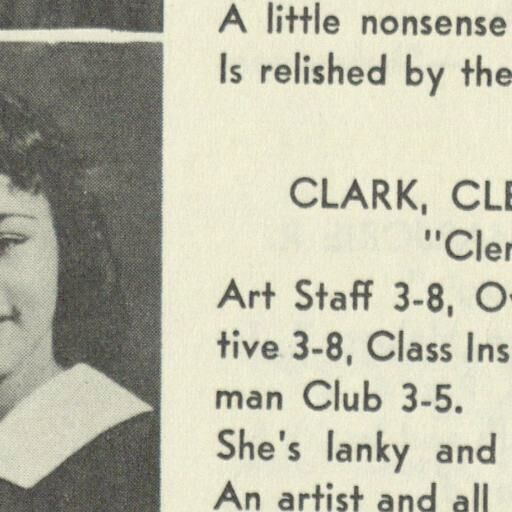 A little nonsense
Is relished by the
CLARK, CLE
"Cler
Art Staff 3-8, Ov
tive 3-8, Class Ins
man Club 3-5.
She's lanky and
An artist and all